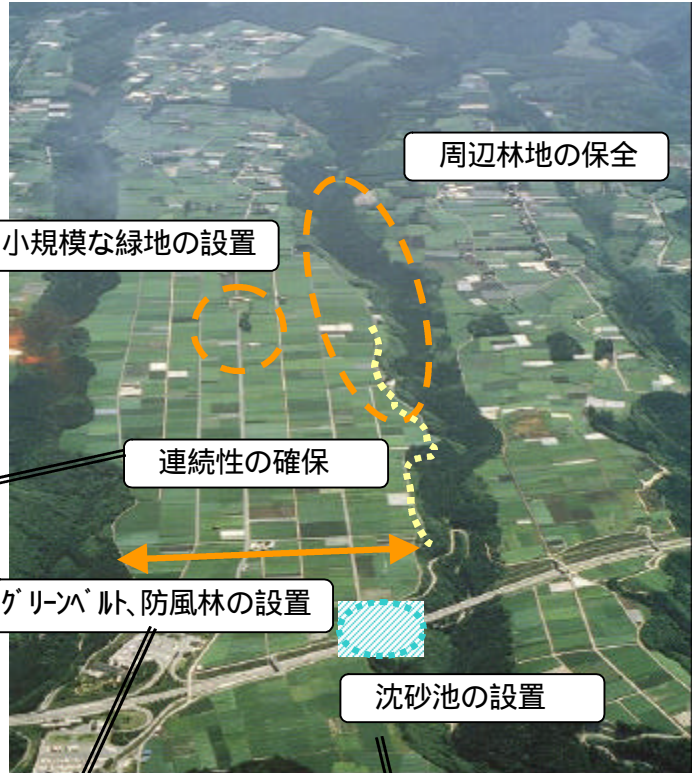 周辺林地の保全
小規模な緑地の設置
連続性の確保
グリーンベルト、防風林の設置
沈砂池の設置